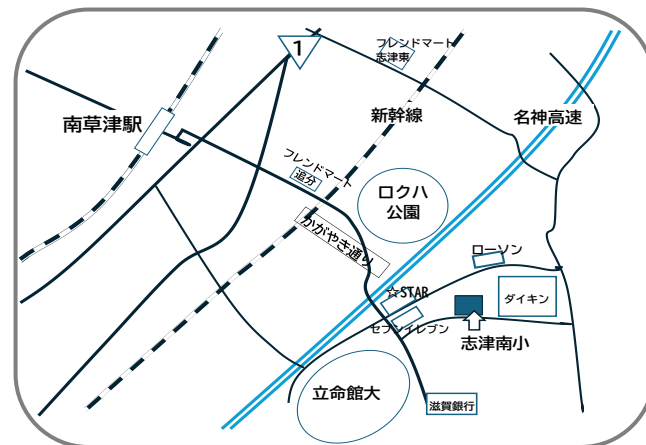 1
フレンドマート
志津東
南草津駅
新幹線
名神高速
フレンドマート
追分
ロクハ
公園
かがやき通り
ローソン
☆STAR
ダイキン
セブンイレブン
志津南小
立命館大
滋賀銀行